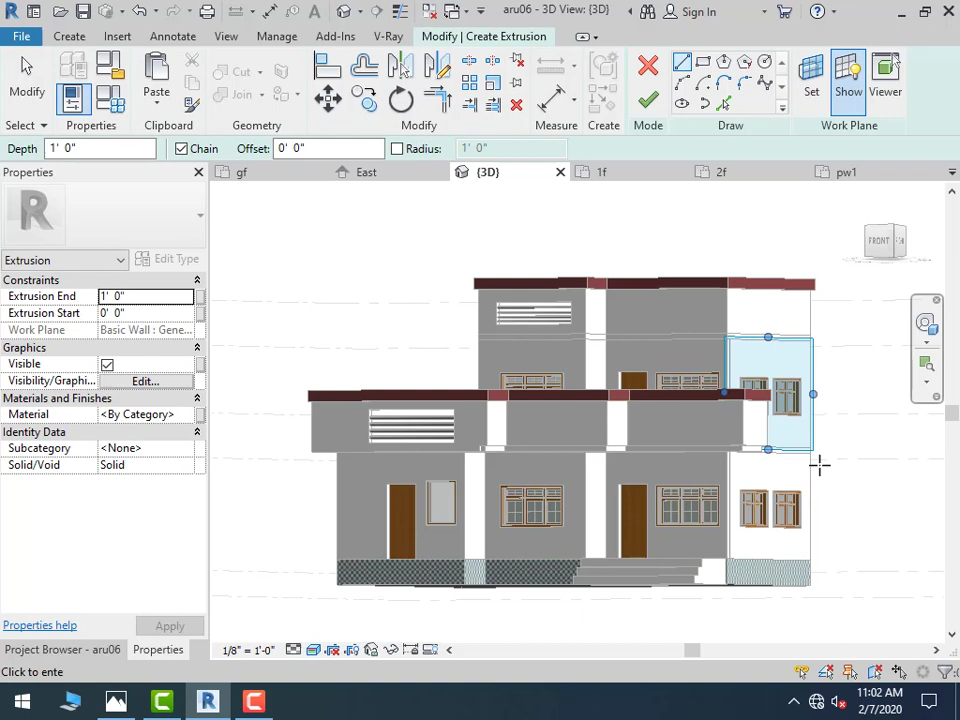 aru06 - 3D View: {3D}
Sign In
File
Create
Insert
Annotate
View
Manage
Add-Ins
V-Ray
Modify | Create Extrusion
Modify
Paste
Cut
Join
Set
Show
Viewer
Select
Properties
Clipboard
Geometry
Modify
Measure
Create
Mode
Draw
Work Plane
Depth 1' 0"
Chain
Offset: 0' 0"
Radius: 1' 0"
Properties
gf
East
{3D}
1f
2f
pw1
R
Extrusion
Edit Type
Constraints
Extrusion End 1' 0"
Extrusion Start 0' 0"
Work Plane Basic Wall : Gene...
Graphics
Visible
Visibility/Graphi... Edit...
Materials and Finishes
Material <By Category>
Identity Data
Subcategory <None>
Solid/Void Solid
FRONT
Properties help
Apply
Project Browser - aru06
Properties
1/8" = 1'-0"
Click to ente
11:02 AM
2/7/2020